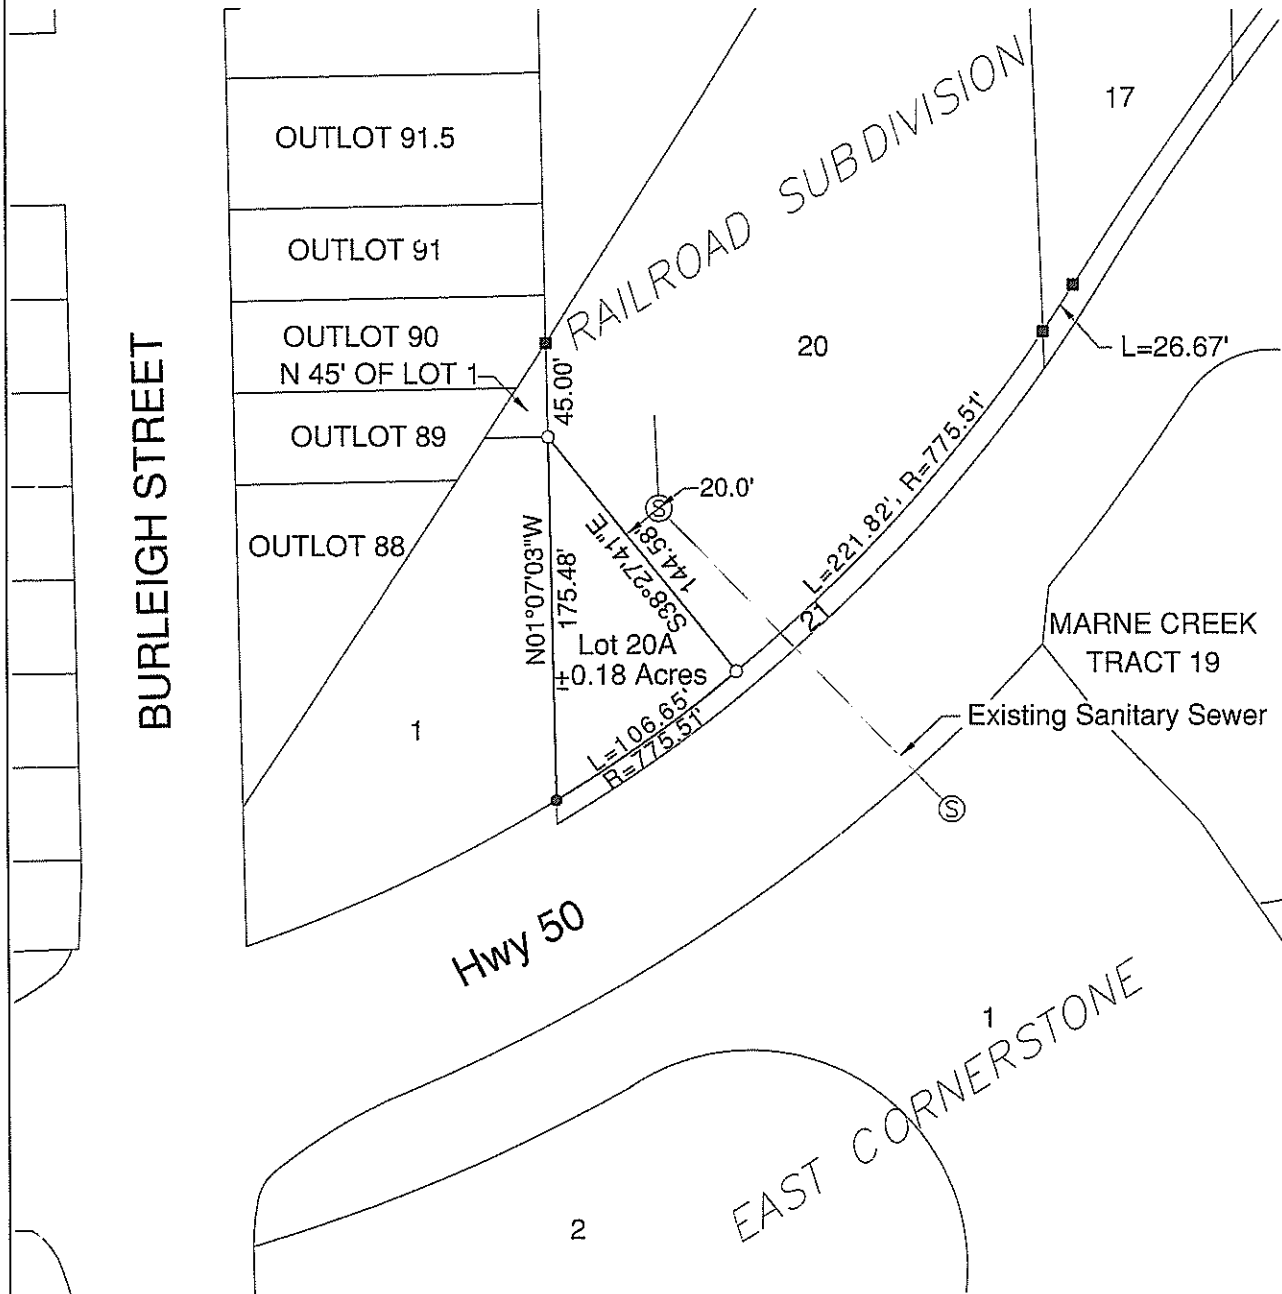 OUTLOT 91.5
OUTLOT 91
OUTLOT 90
N 45' OF LOT 1
OUTLOT 89
OUTLOT 88
BURLEIGH STREET
RAILROAD SUBDIVISION
17
20
L=26.67'
45.00'
S
20.0'
L=221.82', R=775.51'
21
N01°07'03"W
175.48'
S38°27'41"E
144.58'
Lot 20A
±0.18 Acres
L=106.65'
R=775.51'
1
MARNE CREEK
TRACT 19
Existing Sanitary Sewer
S
Hwy 50
1
EAST CORNERSTONE
2